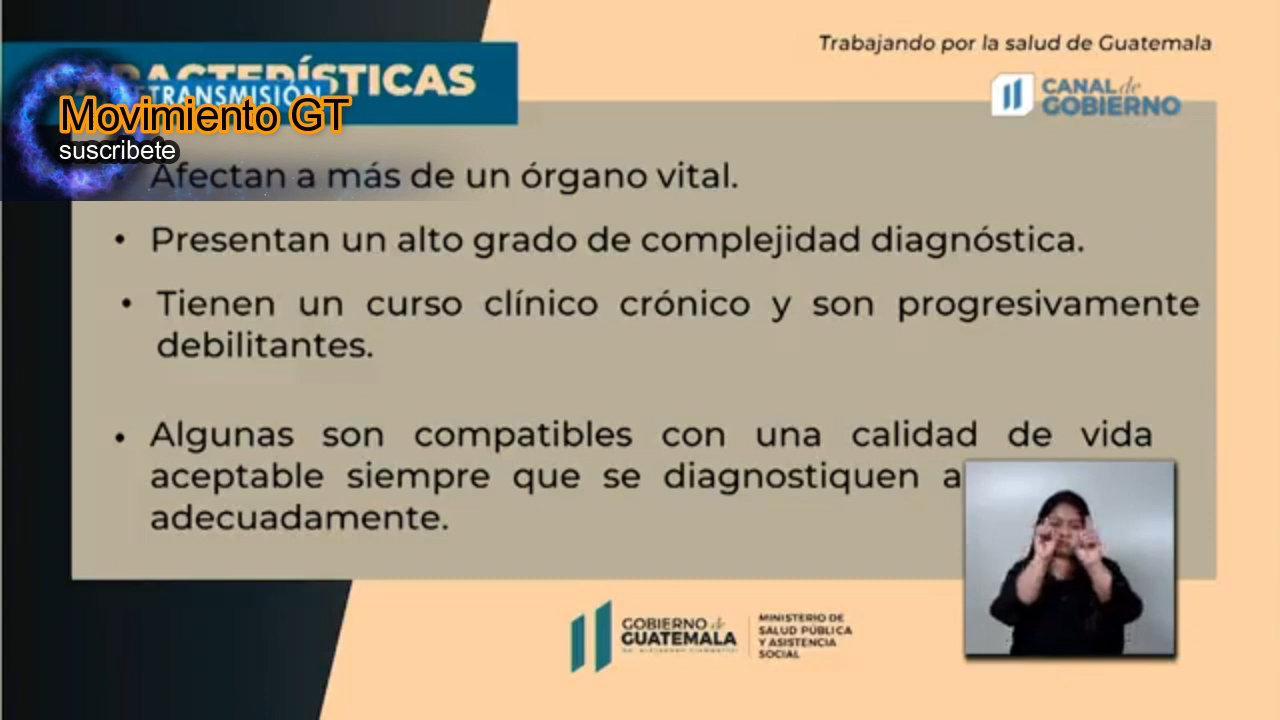 Trabajando por la salud de Guatemala
CARACTERÍSTICAS
TRANSMISIÓN
Movimiento GT
suscribete
CANAL de
GOBIERNO
Afectan a más de un órgano vital.
• Presentan un alto grado de complejidad diagnóstica.
• Tienen un curso clínico crónico y son progresivamente
debilitantes.
• Algunas son compatibles con una calidad de vida
aceptable siempre que se diagnostiquen a
adecuadamente.
GOBIERNO de
GUATEMALA
MINISTERIO DE
SALUD PÚBLICA
Y ASISTENCIA
SOCIAL